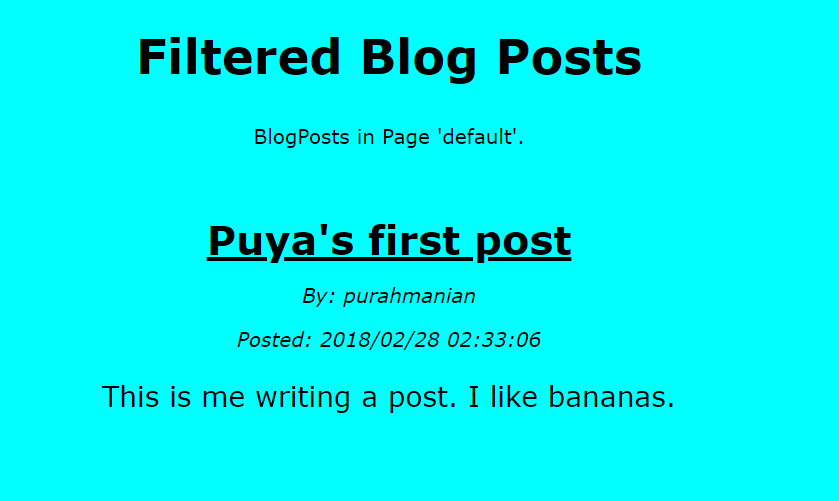 Filtered Blog Posts
BlogPosts in Page 'default'.
Puya's first post
By: purahmanian
Posted: 2018/02/28 02:33:06
This is me writing a post. I like bananas.